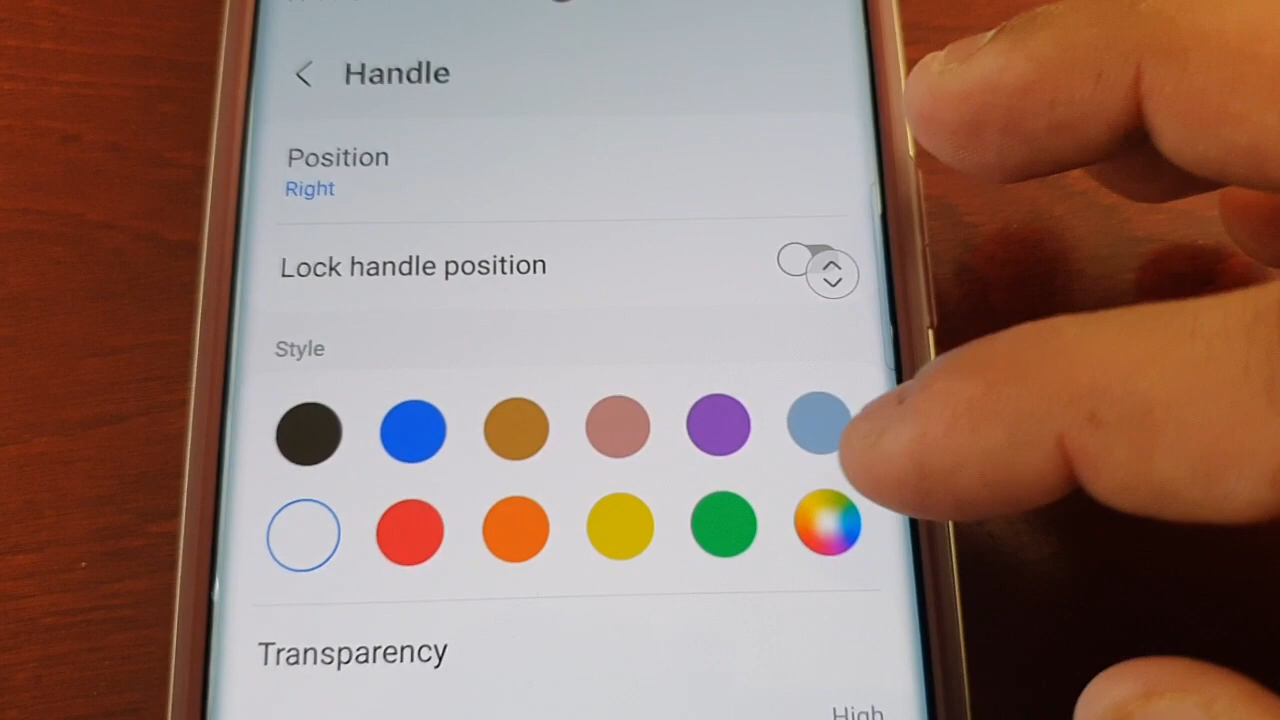 Handle
Position
Right
Lock handle position
Style
Transparency
High